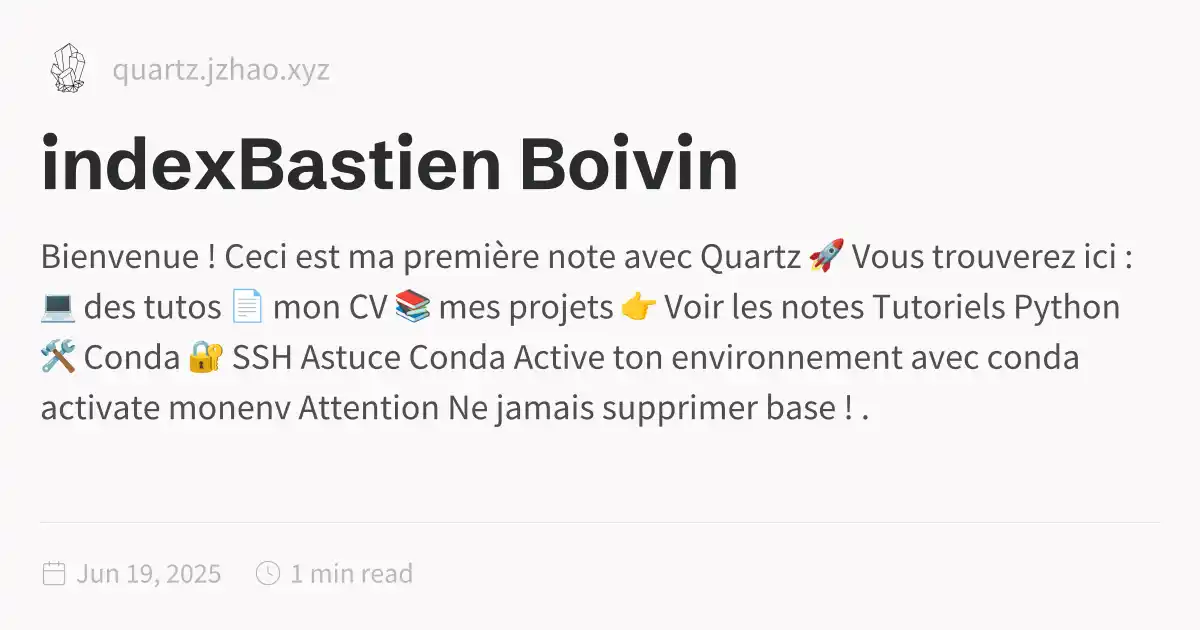 quartz.jzhao.xyz
indexBastien Boivin
Bienvenue ! Ceci est ma première note avec Quartz 🚀 Vous trouverez ici :
💻 des tutos 📄 mon CV 📚 mes projets 👉 Voir les notes Tutoriels Python
🛠️ Conda 🔐 SSH Astuce Conda Active ton environnement avec conda
activate monenv Attention Ne jamais supprimer base ! .
Jun 19, 2025 1 min read